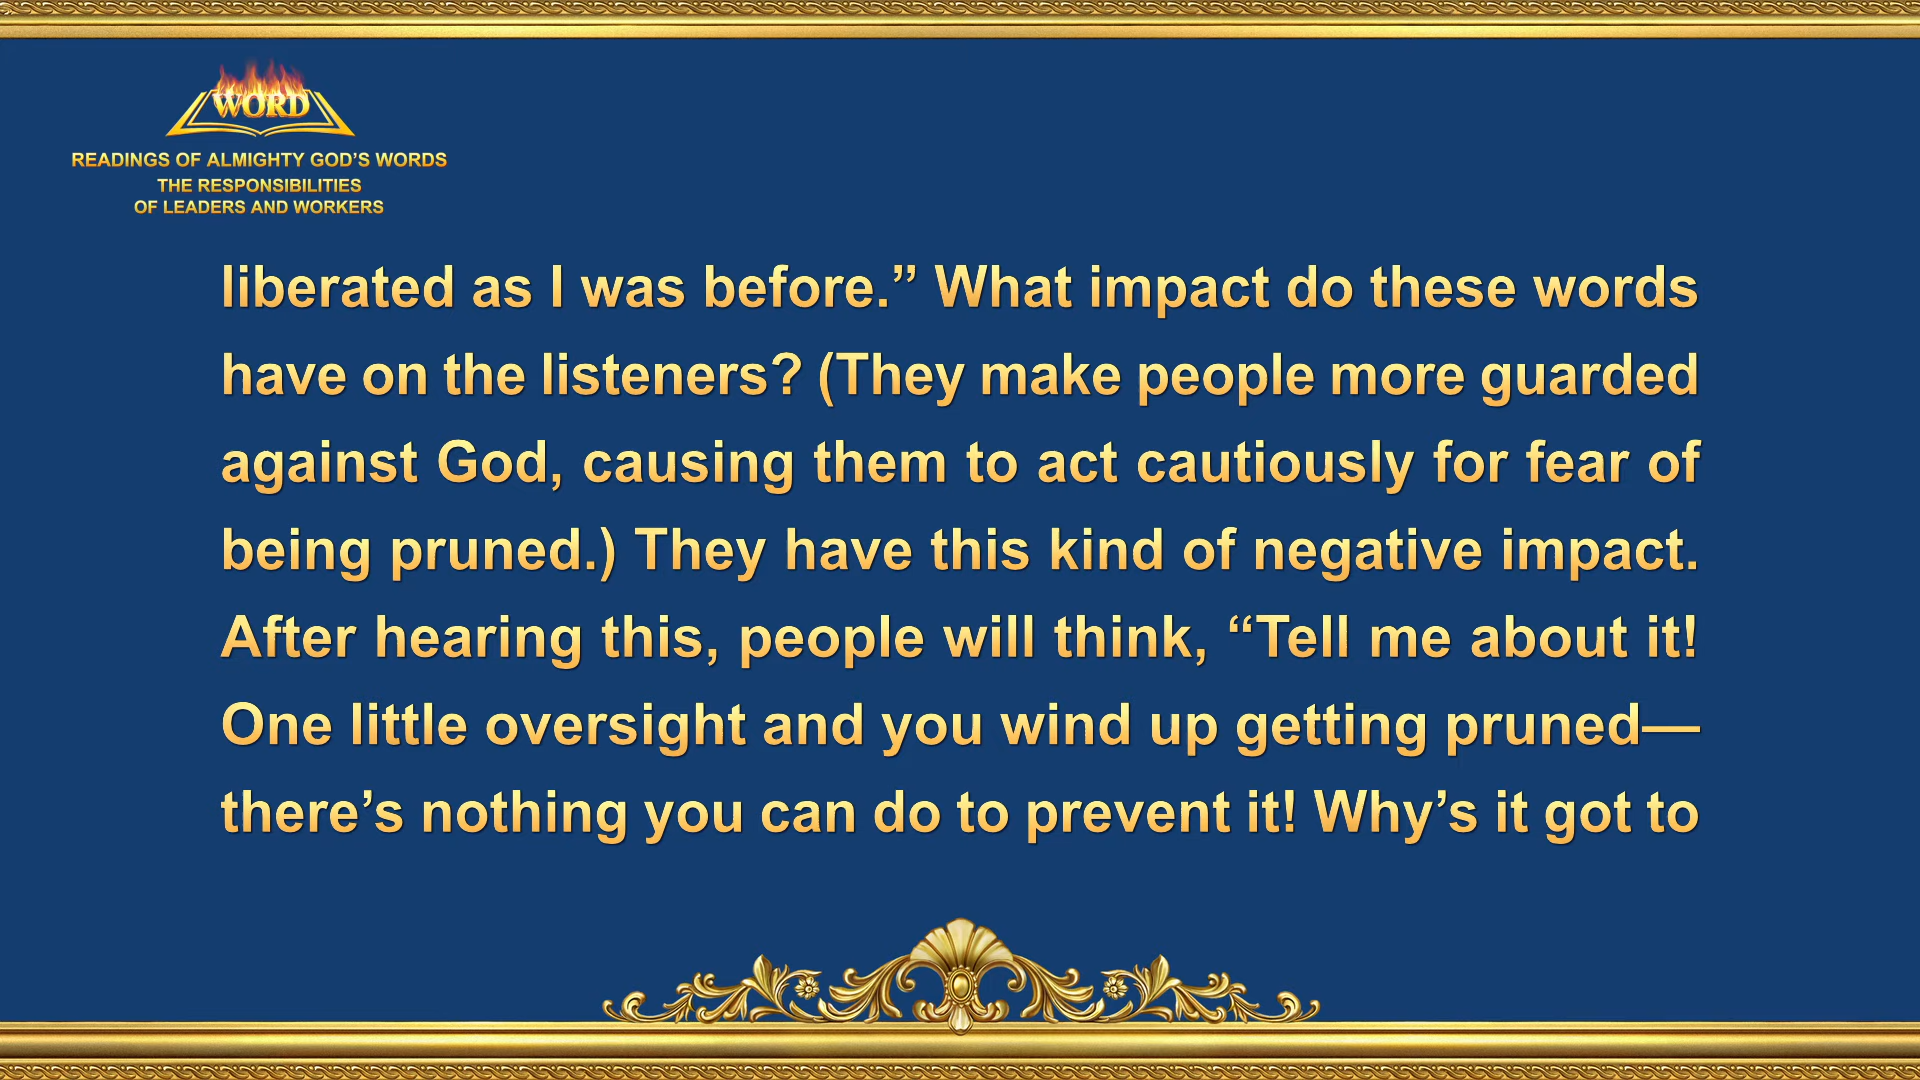 WORD
READINGS OF ALMIGHTY GOD’S WORDS
THE RESPONSIBILITIES
OF LEADERS AND WORKERS
liberated as I was before.” What impact do these words
have on the listeners? (They make people more guarded
against God, causing them to act cautiously for fear of
being pruned.) They have this kind of negative impact.
After hearing this, people will think, “Tell me about it!
One little oversight and you wind up getting pruned—
there’s nothing you can do to prevent it! Why’s it got to